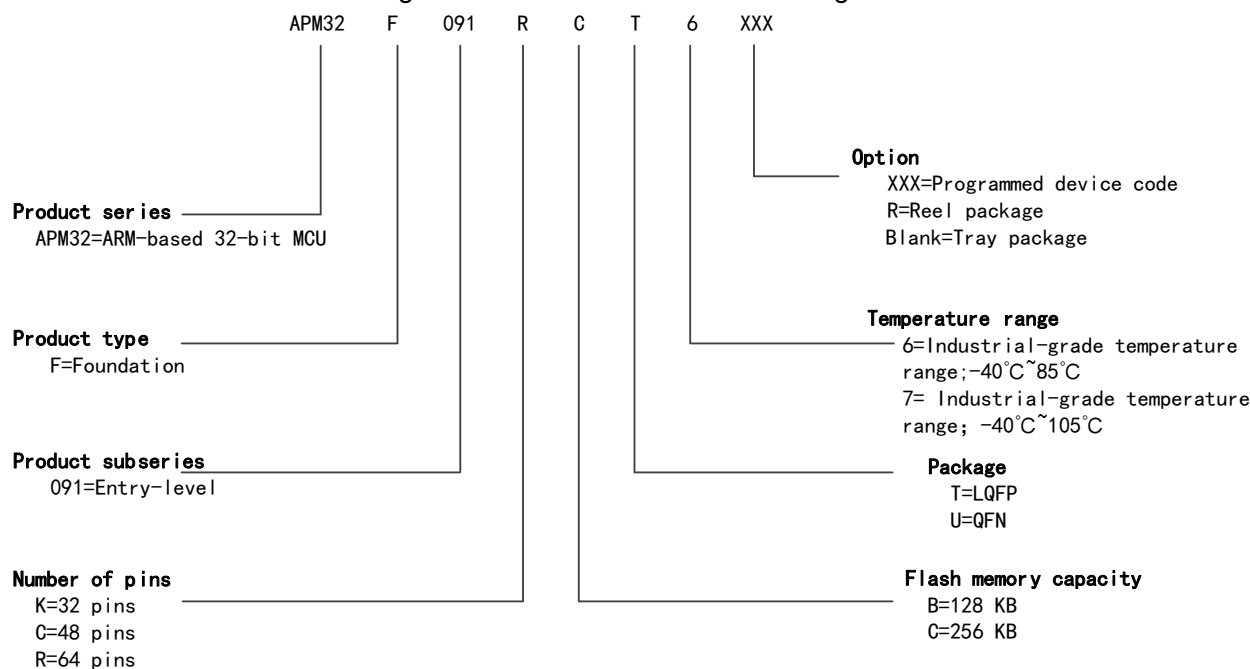 APM32 F 091 R C T 6 XXX
Option
XXX=Programmed device code
R=Reel package
Blank=Tray package
Product series
APM32=ARM-based 32-bit MCU
Product type
F=Foundation
Temperature range
6=Industrial-grade temperature
range;-40℃~85℃
7= Industrial-grade temperature
range; -40℃~105℃
Product subseries
091=Entry-level
Package
T=LQFP
U=QFN
Number of pins
K=32 pins
C=48 pins
R=64 pins
Flash memory capacity
B=128 KB
C=256 KB